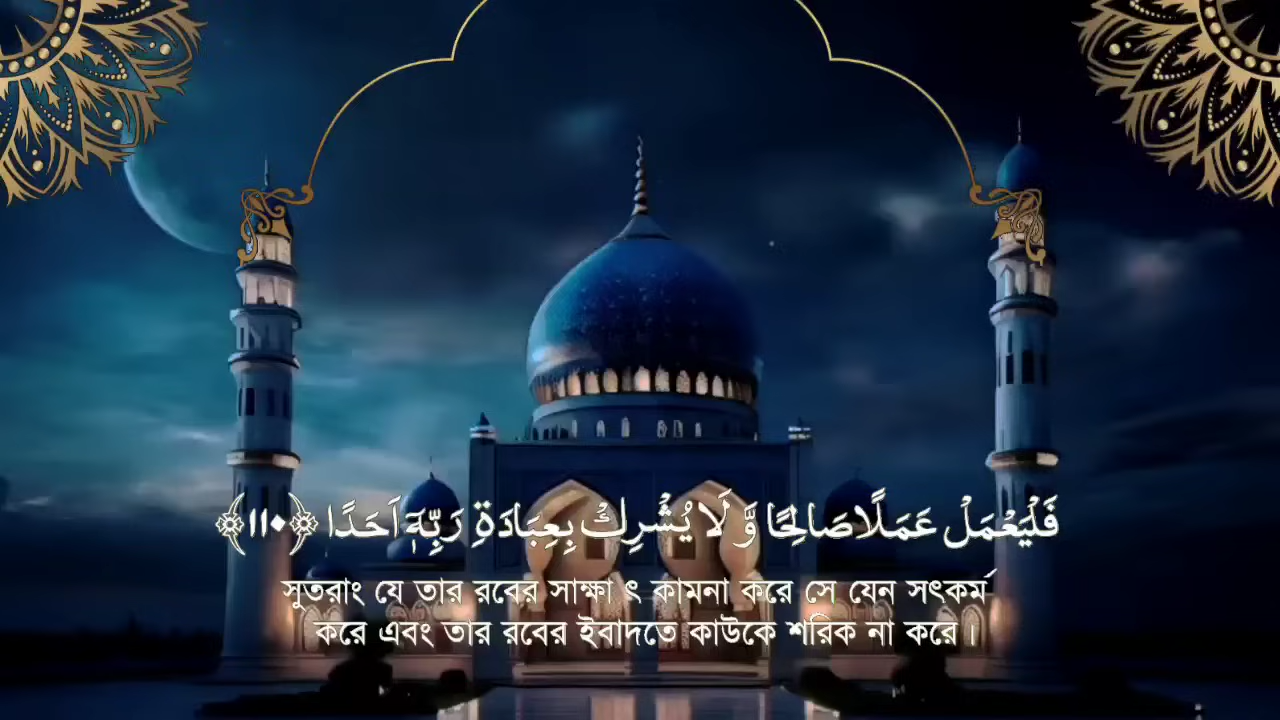 فَلْيَعْمَلْ عَمَلًا صَالِحًا وَّ لَا يُشْرِكْ بِعِبَادَةِ رَبِّهٖۤ اَحَدًا ﴿۱۱۰﴾
সুতরাং যে তার রবের সাক্ষা ৎ কামনা করে সে যেন সৎকর্ম
করে এবং তার রবের ইবাদতে কাউকে শরিক না করে।